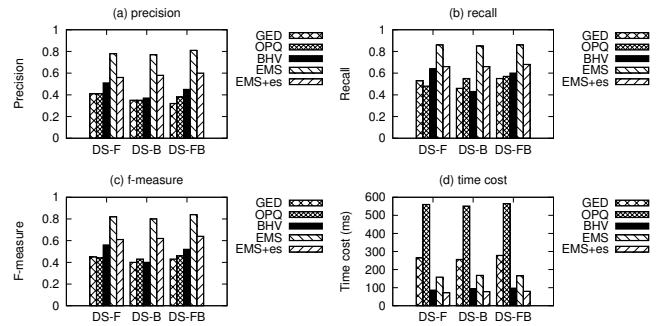 (a) precision
Precision
1
0.8
0.6
0.4
0.2
0
DS-F DS-B DS-FB
GED
OPQ
BHV
EMS
EMS+es
(b) recall
Recall
1
0.8
0.6
0.4
0.2
0
DS-F DS-B DS-FB
GED
OPQ
BHV
EMS
EMS+es
(c) f-measure
F-measure
1
0.8
0.6
0.4
0.2
0
DS-F DS-B DS-FB
GED
OPQ
BHV
EMS
EMS+es
(d) time cost
Time cost (ms)
600
500
400
300
200
100
0
DS-F DS-B DS-FB
GED
OPQ
BHV
EMS
EMS+es